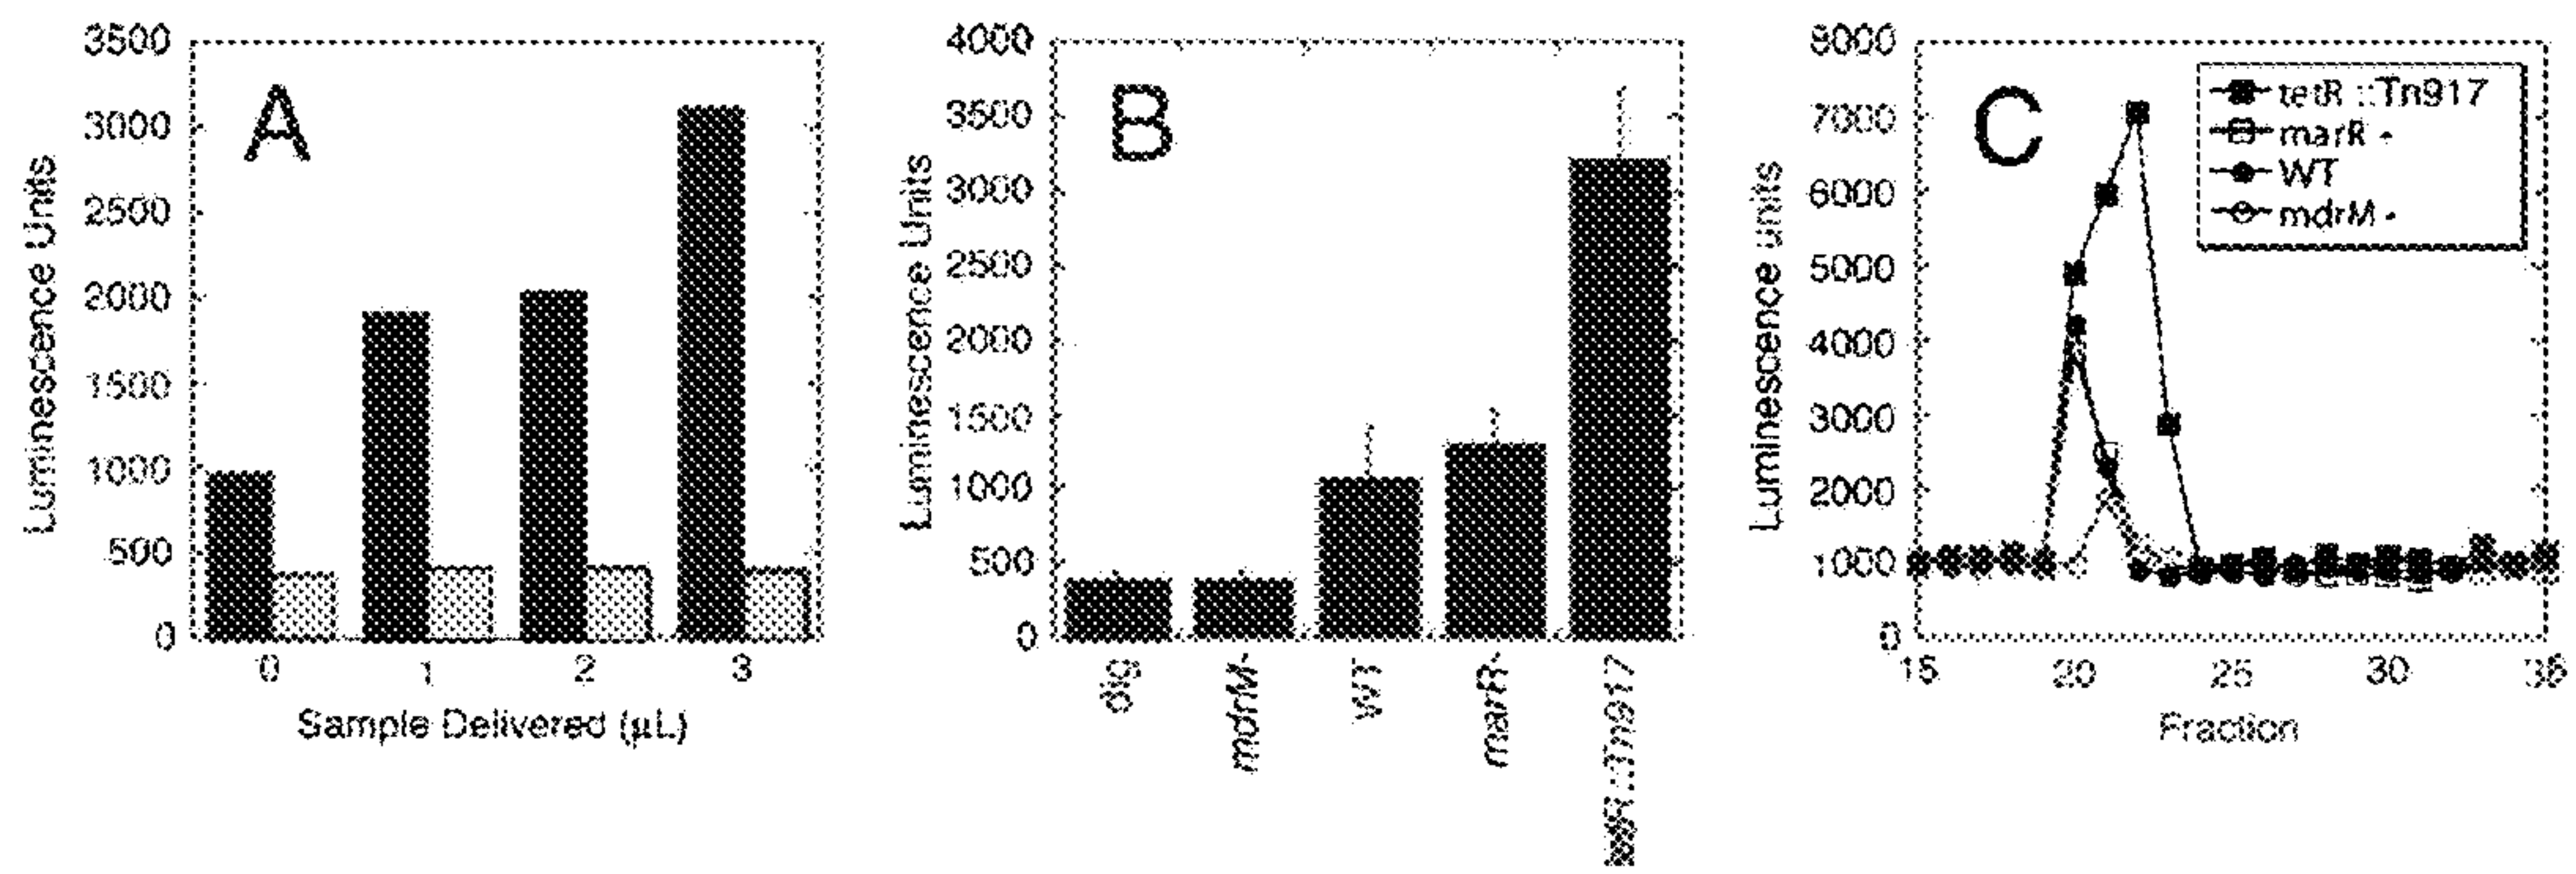 A
3500
3000
2500
2000
1500
1000
500
0
0 1 2 3
Luminescence Units
Sample Delivered (μL)
B
4000
3500
3000
2500
2000
1500
1000
500
0
Luminescence Units
dig
mdrM-
WT
marR-
::Tn917
C
8000
7000
6000
5000
4000
3000
2000
1000
0
Luminescence units
15 20 25 30 35
Fraction
tetR ::Tn917
marR -
WT
mdrM -